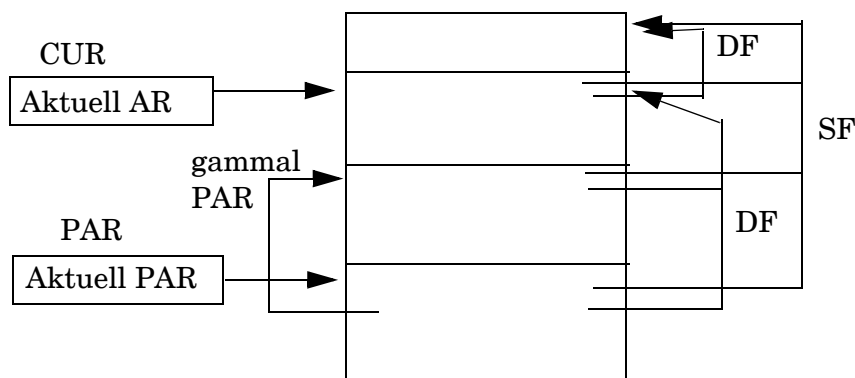 CUR
Aktuell AR
DF
SF
gammal
PAR
PAR
Aktuell PAR
DF